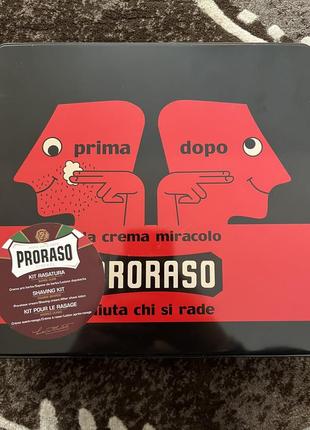 prima dopo
la crema miracolo
PRORASO
aiuta chi si rade
PRORASO
KIT RASATURA
SHAVING KIT
KIT POUR LE RASAGE